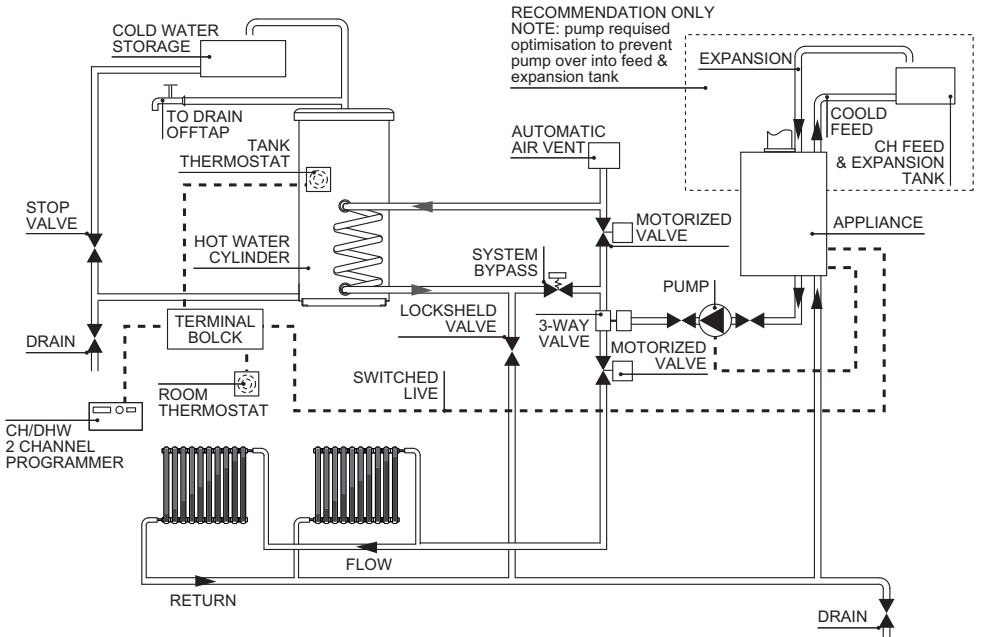 RECOMMENDATION ONLY
NOTE: pump requised
optimisation to prevent
pump over into feed &
expansion tank
COLD WATER
STORAGE
EXPANSION
TO DRAIN
OFFTAP
COOLD
FEED
AUTOMATIC
AIR VENT
TANK
THERMOSTAT
CH FEED
& EXPANSION
TANK
STOP
VALVE
MOTORIZED
VALVE
APPLIANCE
HOT WATER
CYLINDER
SYSTEM
BYPASS
PUMP
LOCKSHELD
VALVE
TERMINAL
BOLCK
3-WAY
VALVE
DRAIN
MOTORIZED
VALVE
SWITCHED
LIVE
ROOM
THERMOSTAT
CH/DHW
2 CHANNEL
PROGRAMMER
FLOW
RETURN
DRAIN